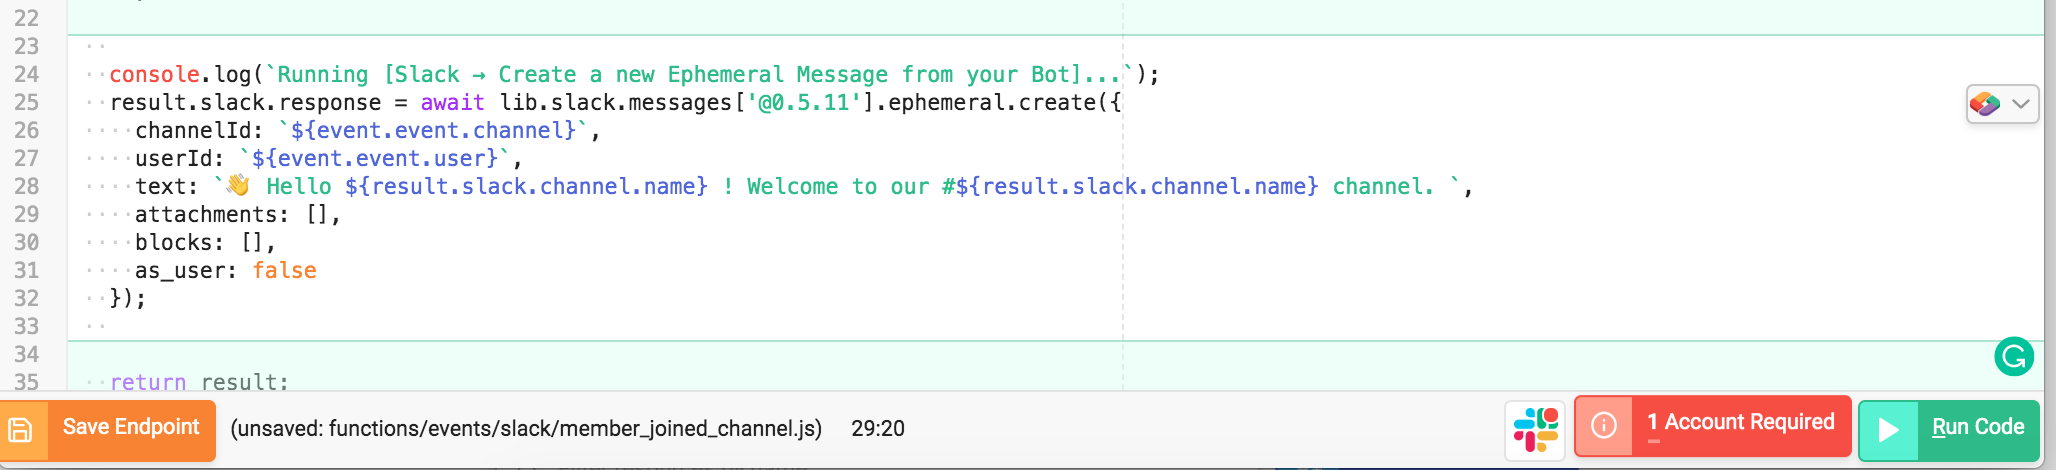 22
23
24 console.log(`Running [Slack → Create a new Ephemeral Message from your Bot]...`);
25 result.slack.response = await lib.slack.messages['@0.5.11'].ephemeral.create({
26 channelId: `${event.event.channel}`,
27 userId: `${event.event.user}`,
28 text: `👋 Hello ${result.slack.channel.name} ! Welcome to our #${result.slack.channel.name} channel. `,
29 attachments: [],
30 blocks: [],
31 as_user: false
32 });
33
34
35 return result;
Save Endpoint (unsaved: functions/events/slack/member_joined_channel.js) 29:20 1 Account Required Run Code